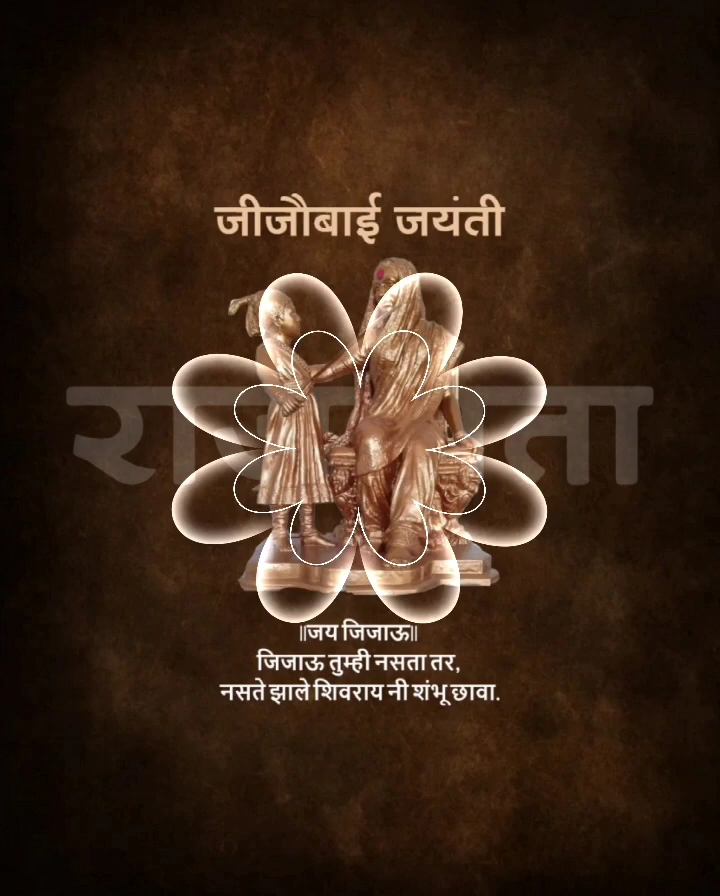 जीजौबाई जयंती
॥जय जिजाऊ॥
जिजाऊ तुम्ही नसता तर,
नसते झाले शिवराय नी शंभू छावा.